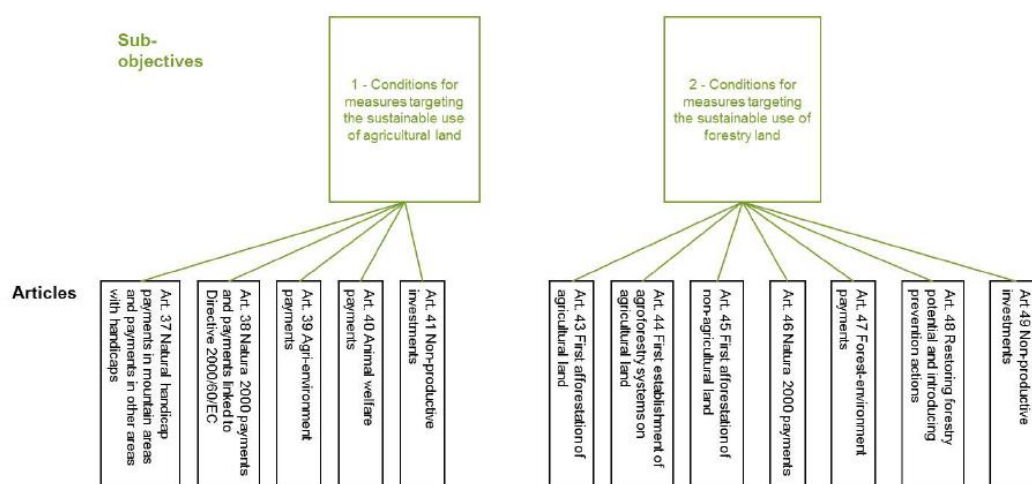 Sub-
objectives
1 - Conditions for
measures targeting
the sustainable use
of agricultural land
2 - Conditions for
measures targeting
the sustainable use of
forestry land
Articles
Art. 37 Natural handicap
payments in mountain areas
and payments in other areas
with handicaps
Art. 38 Natura 2000 payments
and payments linked to
Directive 2000/60/EC
Art. 39 Agri-environment
payments
Art. 40 Animal welfare
payments
Art. 41 Non-productive
investments
Art. 43 First afforestation of
agricultural land
Art. 44 First establishment of
agroforestry systems on
agricultural land
Art. 45 First afforestation of
non-agricultural land
Art. 46 Natura 2000 payments
Art. 47 Forest-environment
payments
Art. 48 Restoring forestry
potential and introducing
prevention actions
Art 49 Non-productive
investments